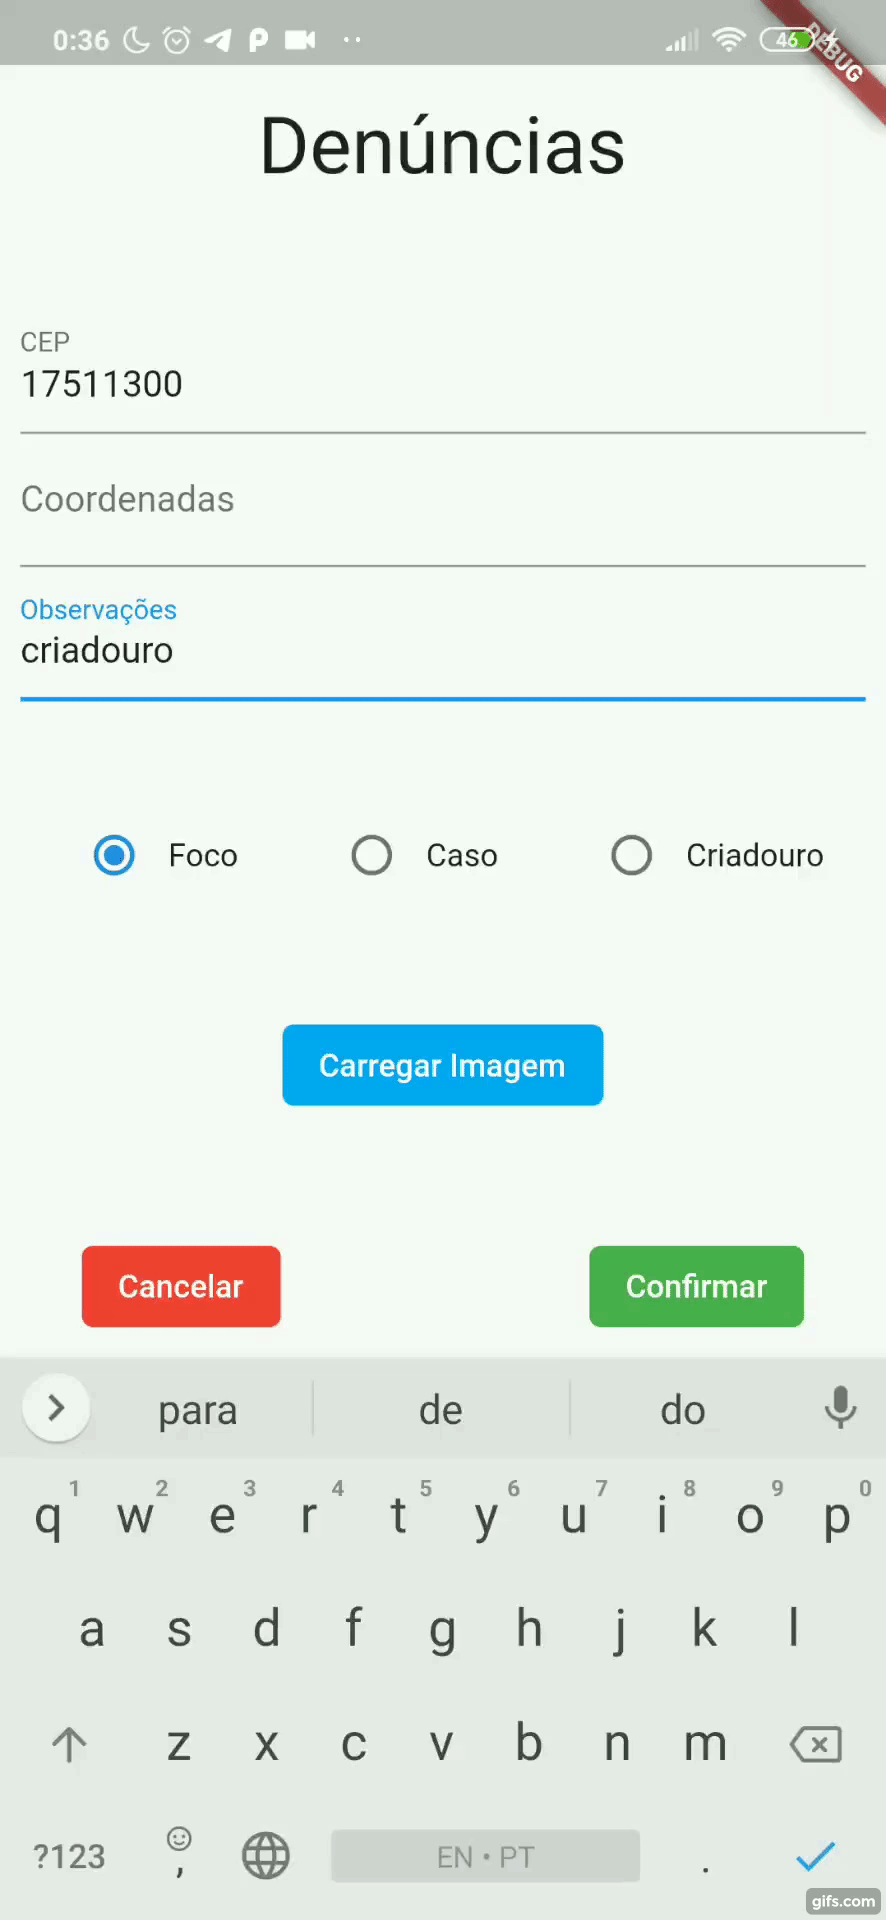 0:36
46
DEBUG
Denúncias
CEP
17511300
Coordenadas
Observações
criadouro
Foco Caso Criadouro
Carregar Imagem
Cancelar Confirmar
para de do
1 2 3 4 5 6 7 8 9 0
q w e r t y u i o p
a s d f g h j k l
z x c v b n m
?123 , EN • PT .
gifs.com